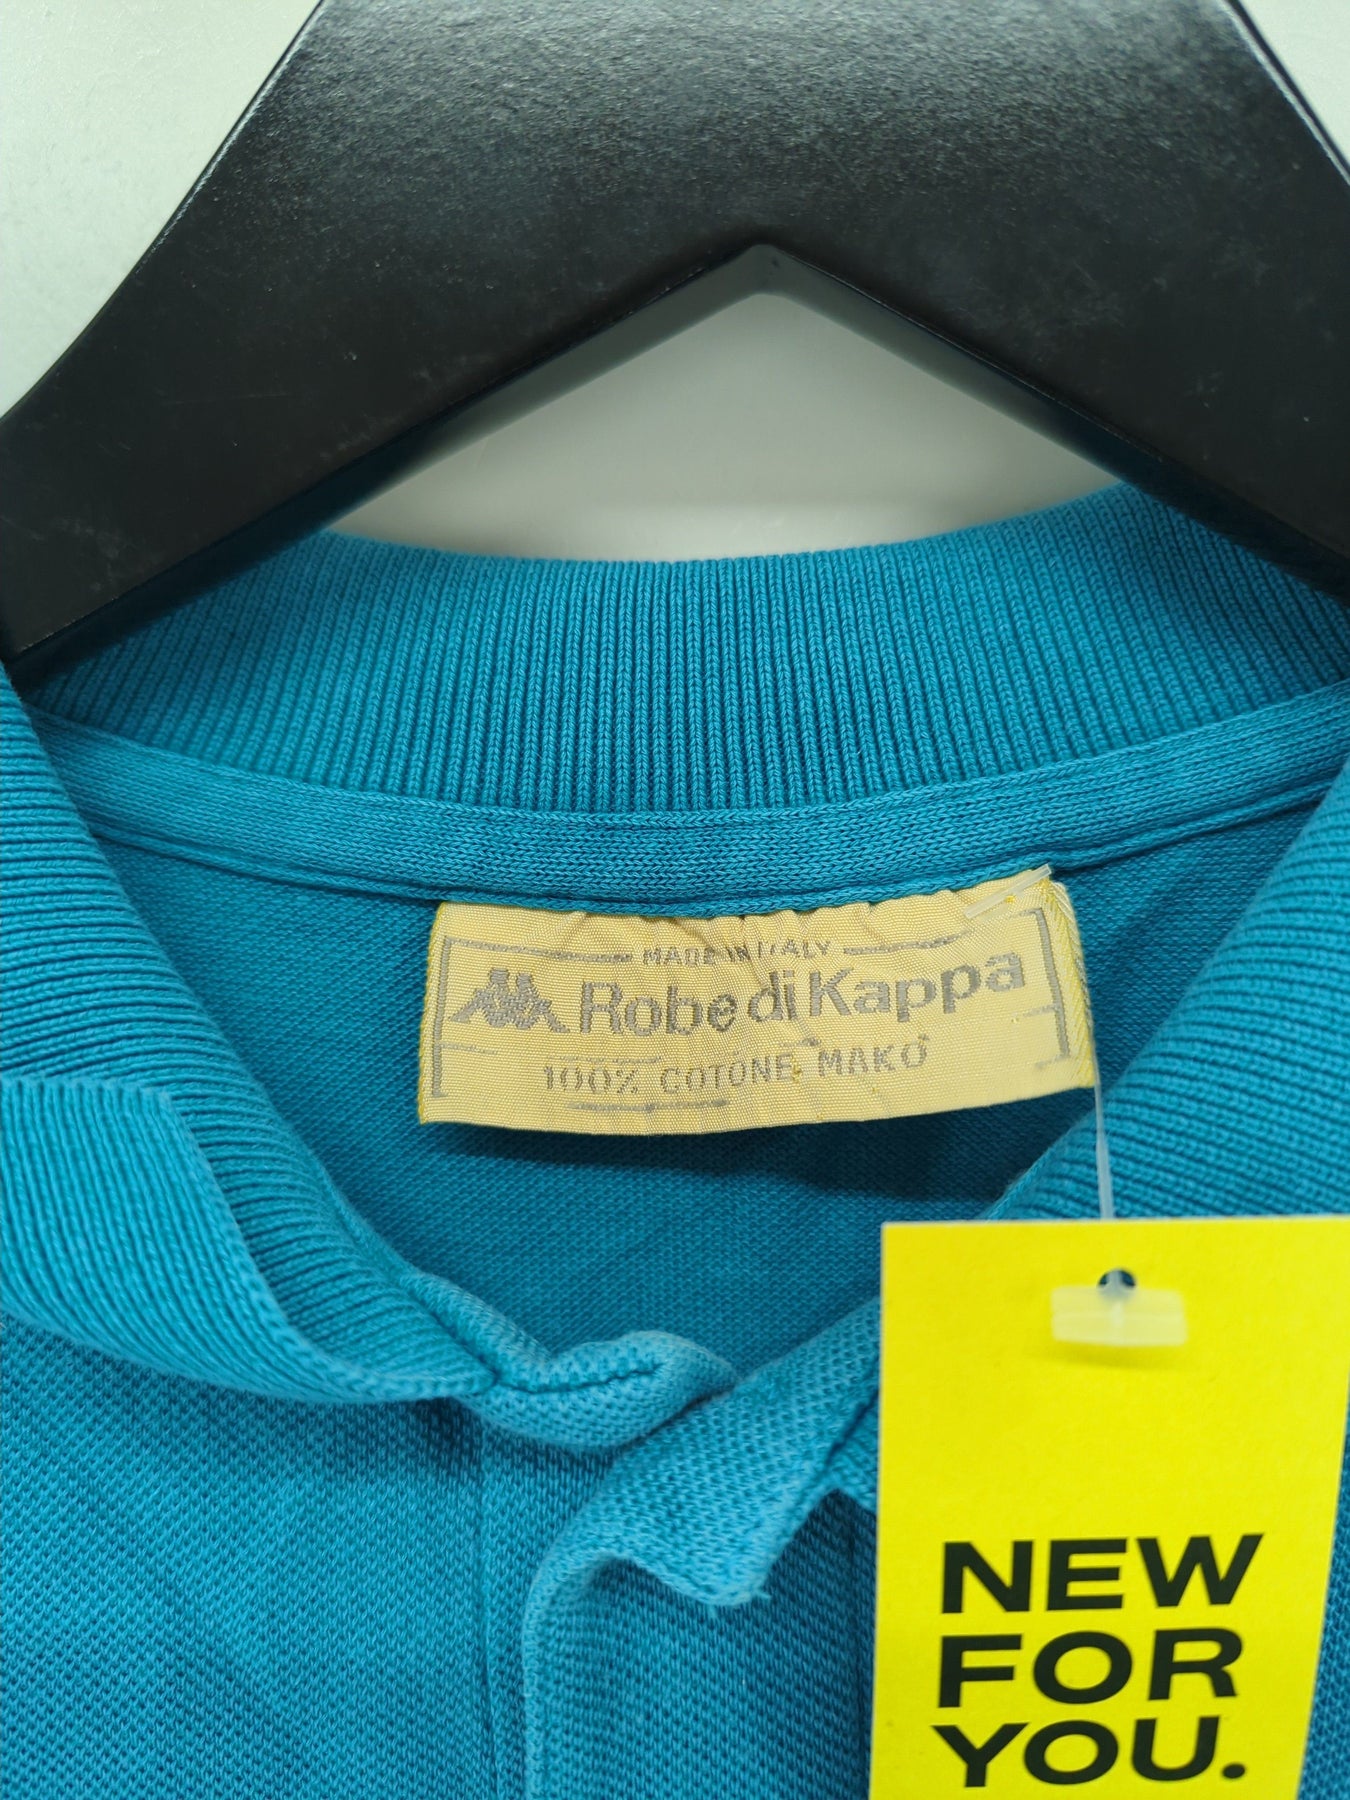 MADE IN ITALY
Robe di Kappa
100% COTONE MAKO'
NEW
FOR
YOU.